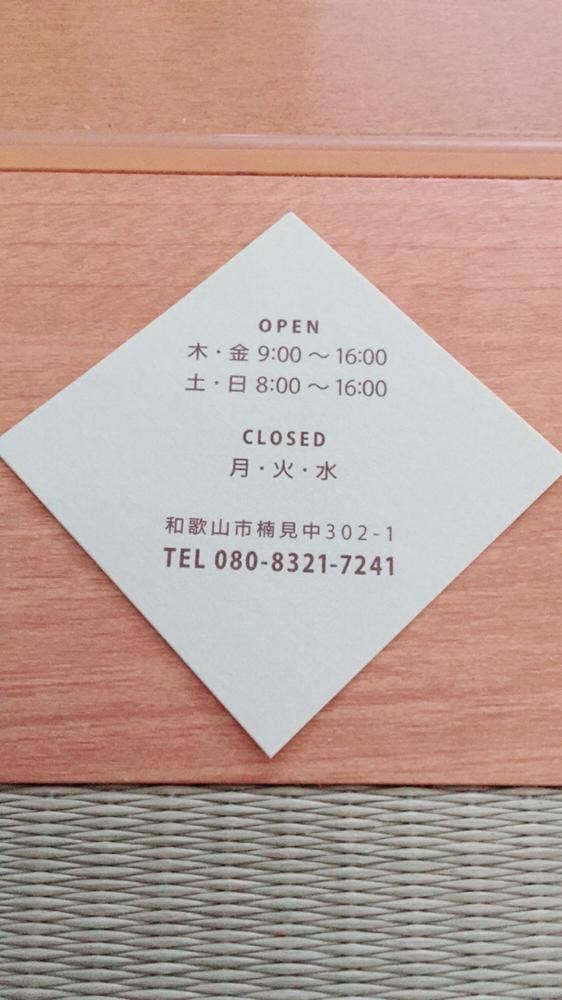 OPEN
木・金 9:00 〜 16:00
土・日 8:00 〜 16:00
CLOSED
月・火・水
和歌山市楠見中302-1
TEL 080-8321-7241